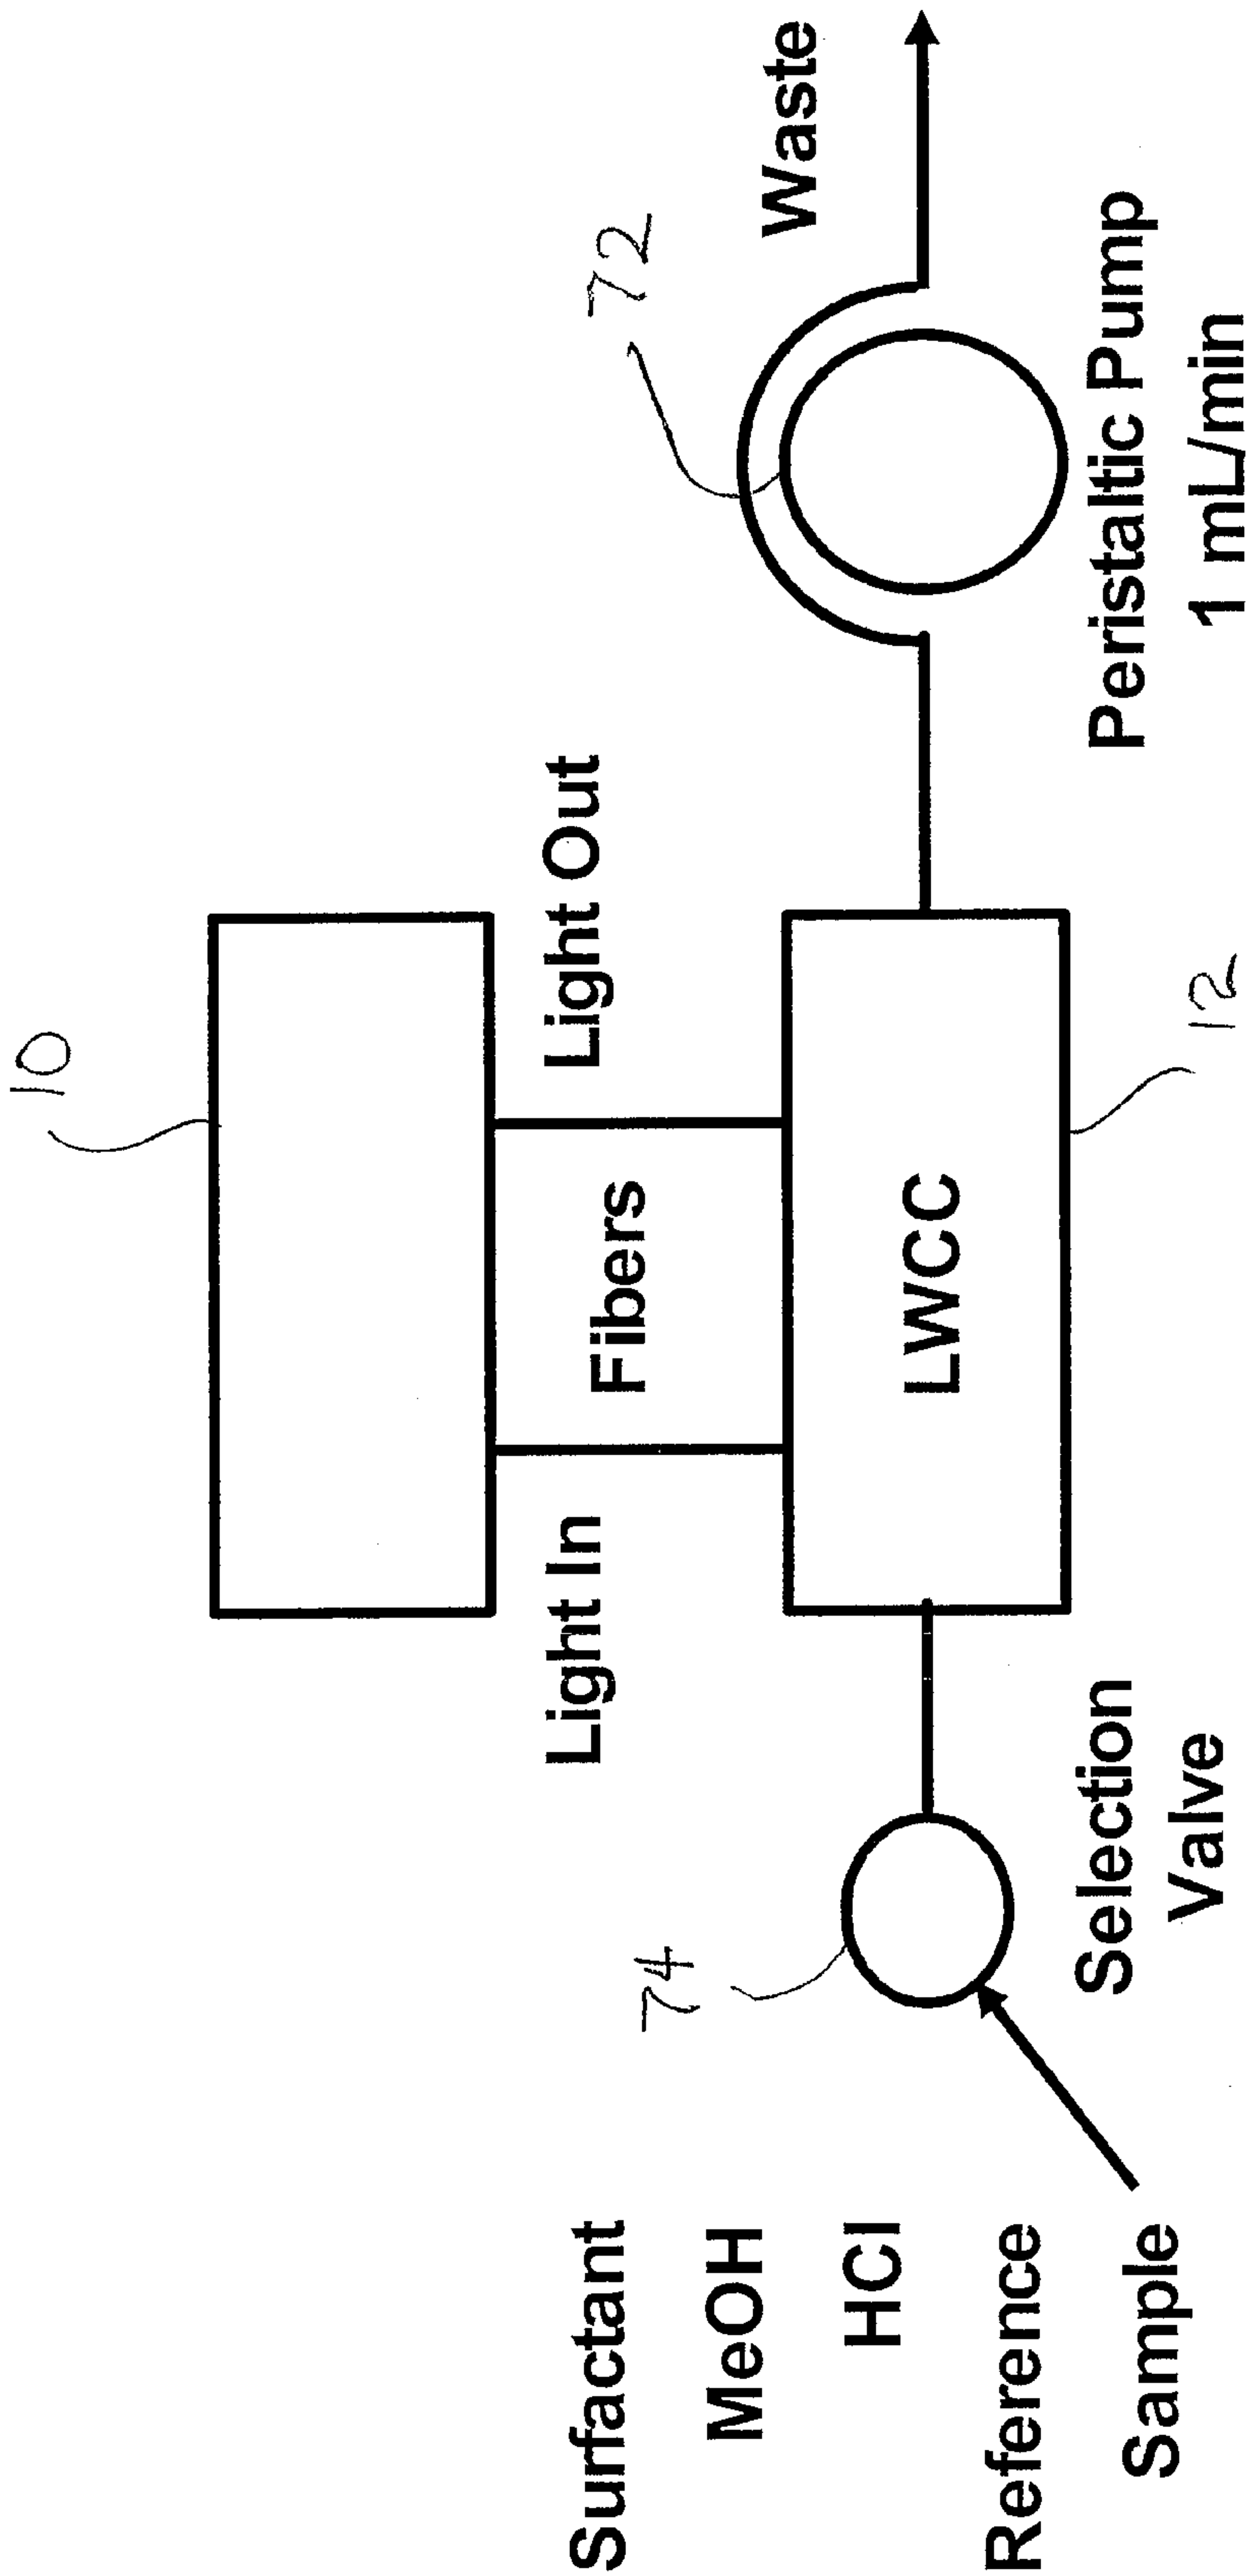 10
Light In
Light Out
Fibers
72
Waste
LWCC
12
74
Surfactant
MeOH
HCl
Reference
Sample
Selection
Valve
Peristaltic Pump
1 mL/min